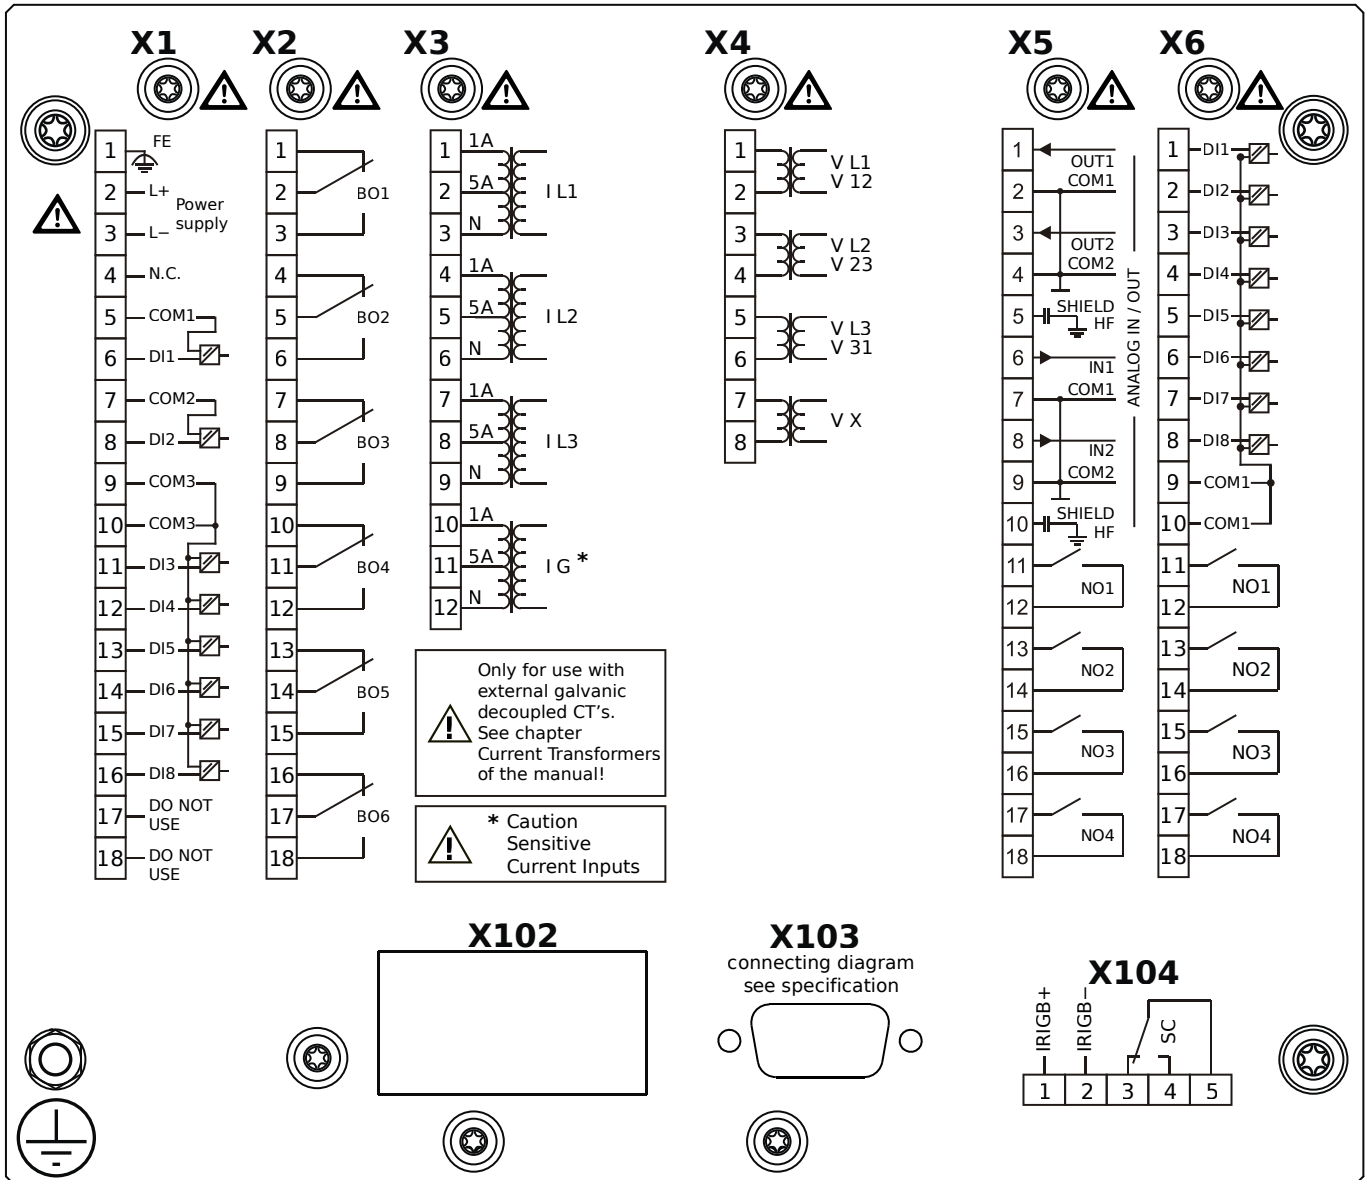 X1
X2
X3
X4
X5
X6
1 FE
2 L+
Power
supply
3 L−
4 N.C.
5 COM1
6 DI1
7 COM2
8 DI2
9 COM3
10 COM3
11 DI3
12 DI4
13 DI5
14 DI6
15 DI7
16 DI8
17 DO NOT
USE
18 DO NOT
USE
1
2 BO1
3
4
5 BO2
6
7
8 BO3
9
10
11 BO4
12
13
14 BO5
15
16
17 BO6
18
1 1A
2 5A I L1
3 N
4 1A
5 5A I L2
6 N
7 1A
8 5A I L3
9 N
10 1A
11 5A I G *
12 N
Only for use with
external galvanic
decoupled CT's.
See chapter
Current Transformers
of the manual!
* Caution
Sensitive
Current Inputs
1 V L1
2 V 12
3 V L2
4 V 23
5 V L3
6 V 31
7 V X
8
1 OUT1
2 COM1
3 OUT2
4 COM2
5 SHIELD
HF
6 IN1
7 COM1
8 IN2
9 COM2
10 SHIELD
HF
ANALOG IN / OUT
11
NO1
12
13
NO2
14
15
NO3
16
17
NO4
18
1 DI1
2 DI2
3 DI3
4 DI4
5 DI5
6 DI6
7 DI7
8 DI8
9 COM1
10 COM1
11
NO1
12
13
NO2
14
15
NO3
16
17
NO4
18
X102
X103
connecting diagram
see specification
X104
IRIGB+
IRIGB−
SC
1 2 3 4 5